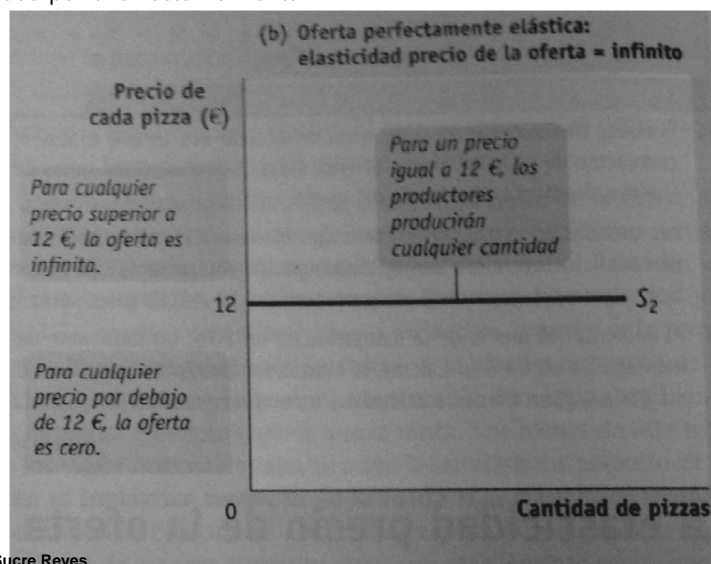 (b) Oferta perfectamente elástica:
elasticidad precio de la oferta = infinito
Precio de
cada pizza (€)
Para un precio
igual a 12 €, los
productores
producirán
cualquier cantidad
Para cualquier
precio superior a
12 €, la oferta es
infinita.
12
S₂
Para cualquier
precio por debajo
de 12 €, la oferta
es cero.
0
Cantidad de pizzas
Sucre Reyes